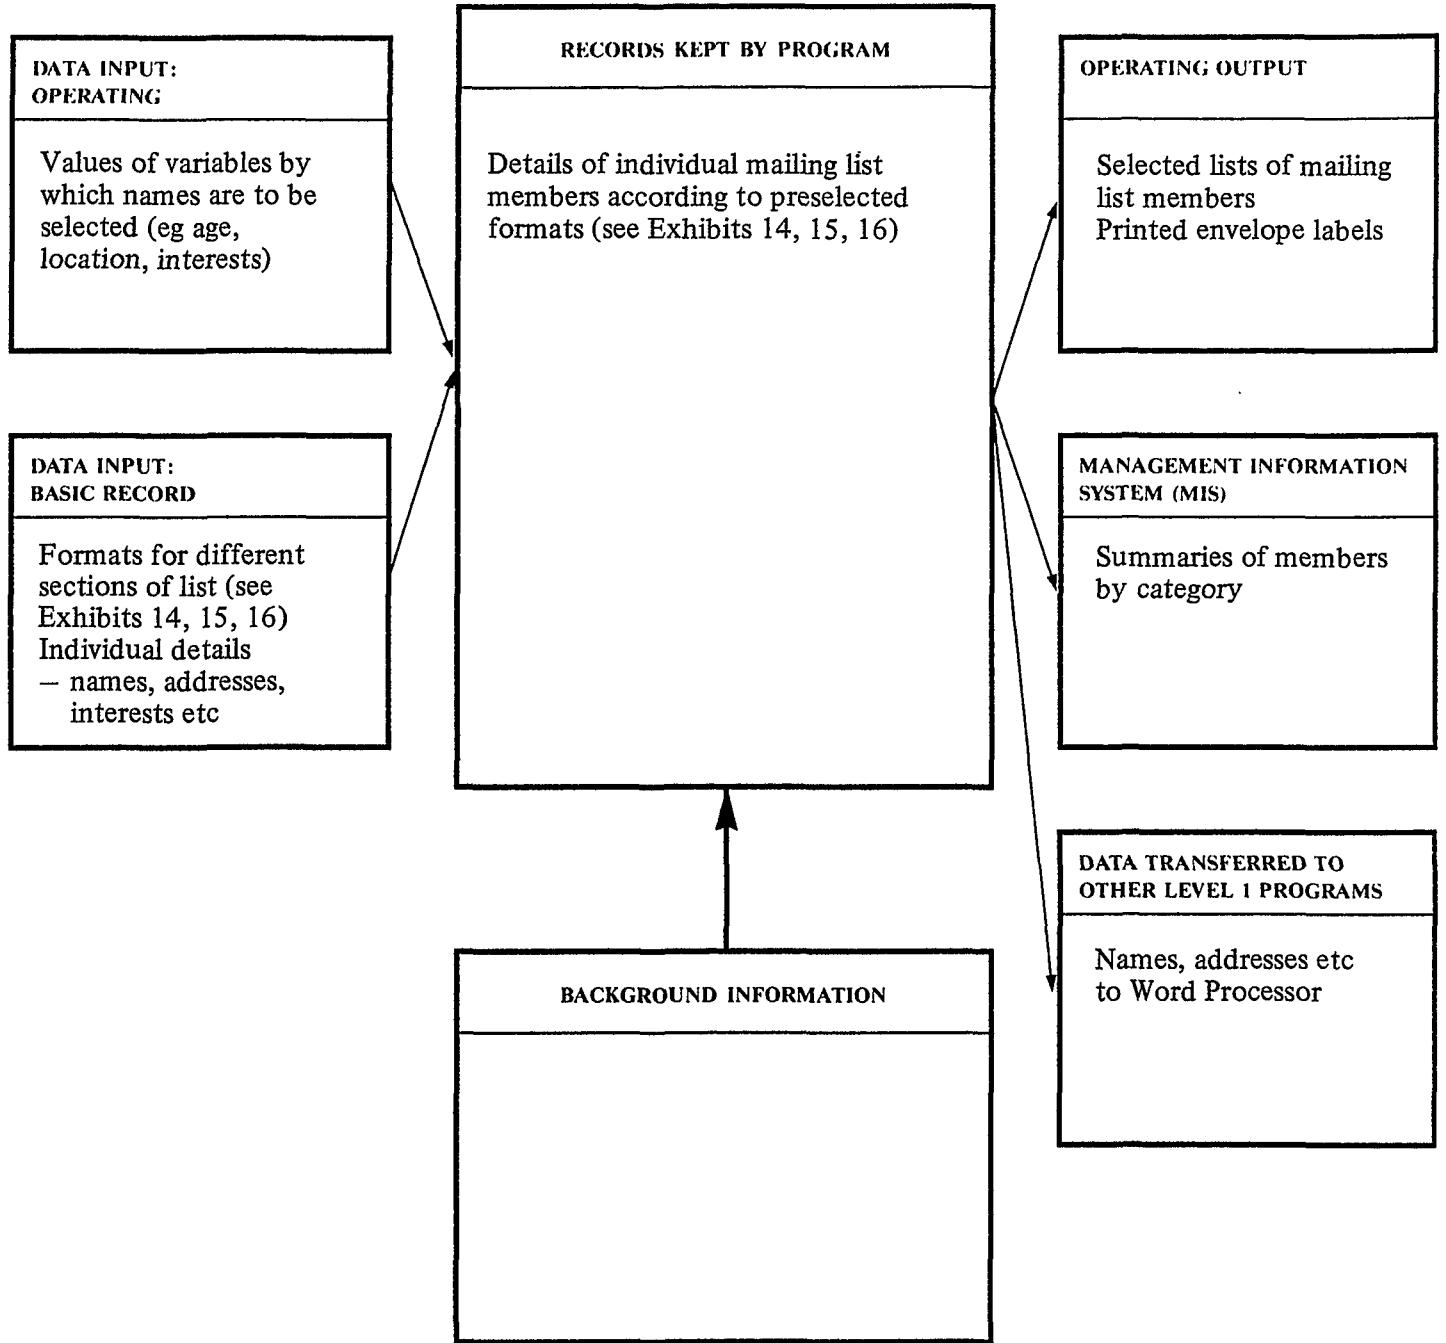 DATA INPUT:
OPERATING
Values of variables by
which names are to be
selected (eg age,
location, interests)
DATA INPUT:
BASIC RECORD
Formats for different
sections of list (see
Exhibits 14, 15, 16)
Individual details
— names, addresses,
interests etc
RECORDS KEPT BY PROGRAM
Details of individual mailing list
members according to preselected
formats (see Exhibits 14, 15, 16)
BACKGROUND INFORMATION
OPERATING OUTPUT
Selected lists of mailing
list members
Printed envelope labels
MANAGEMENT INFORMATION
SYSTEM (MIS)
Summaries of members
by category
DATA TRANSFERRED TO
OTHER LEVEL 1 PROGRAMS
Names, addresses etc
to Word Processor